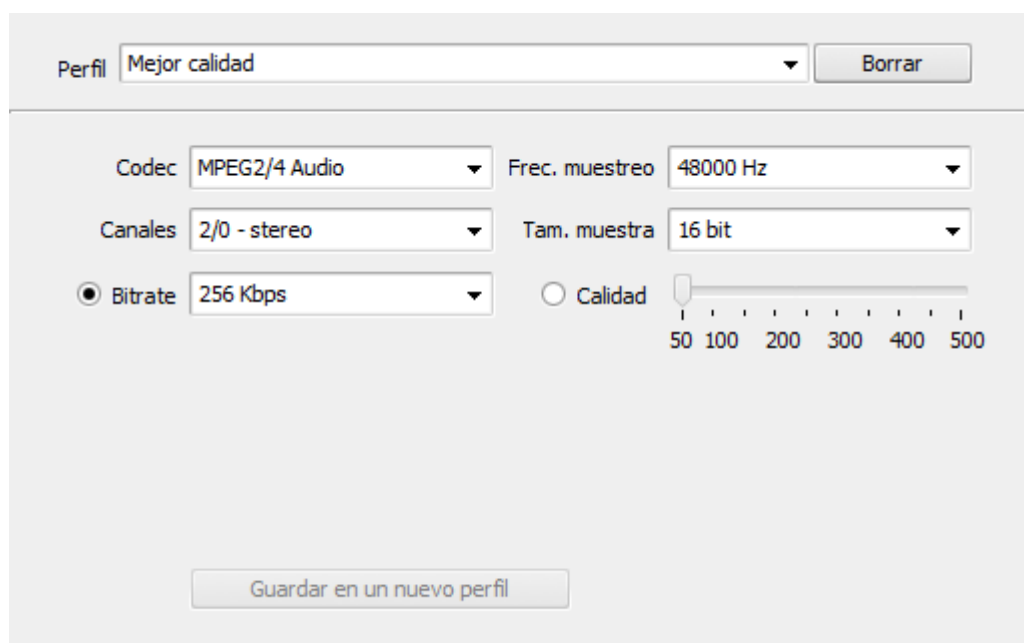 Perfil Mejor calidad Borrar
Codec MPEG2/4 Audio Frec. muestreo 48000 Hz
Canales 2/0 - stereo Tam. muestra 16 bit
Bitrate 256 Kbps Calidad
50 100 200 300 400 500
Guardar en un nuevo perfil